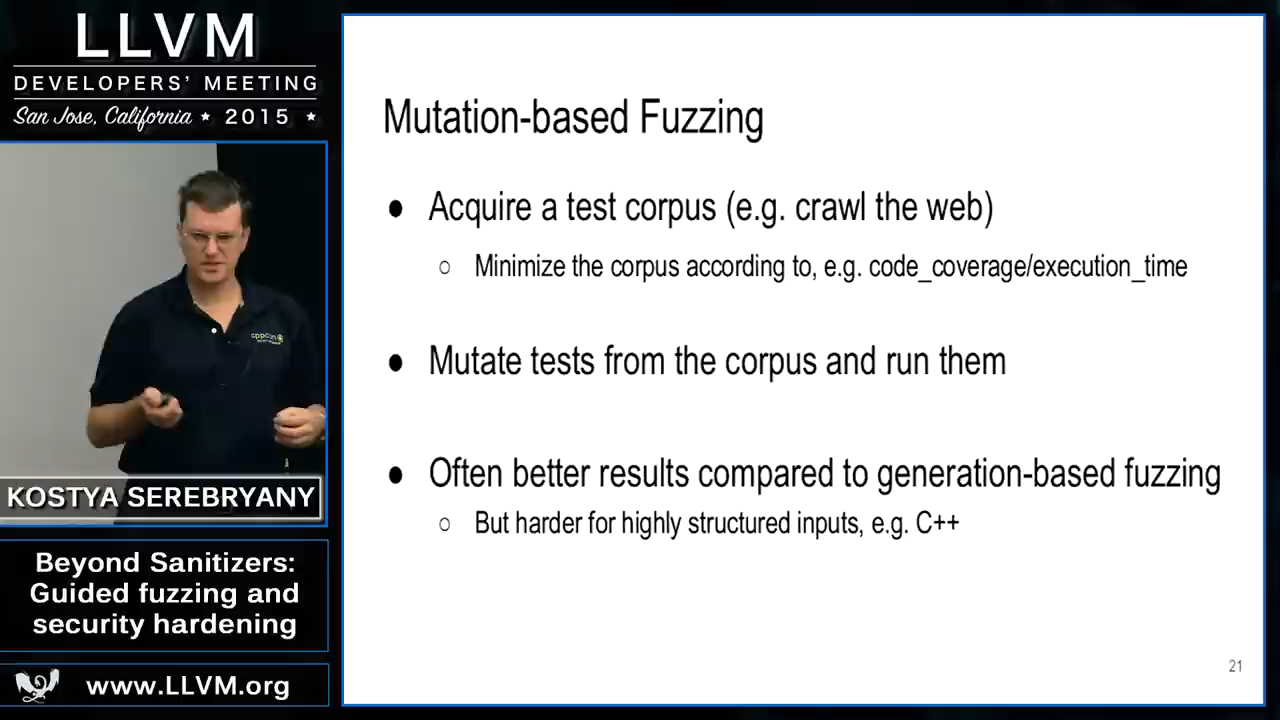 LLVM
DEVELOPERS' MEETING
San Jose, California ★ 2015 ★
KOSTYA SEREBRYANY
Beyond Sanitizers:
Guided fuzzing and
security hardening
www.LLVM.org
Mutation-based Fuzzing
● Acquire a test corpus (e.g. crawl the web)
○ Minimize the corpus according to, e.g. code_coverage/execution_time
● Mutate tests from the corpus and run them
● Often better results compared to generation-based fuzzing
○ But harder for highly structured inputs, e.g. C++
21